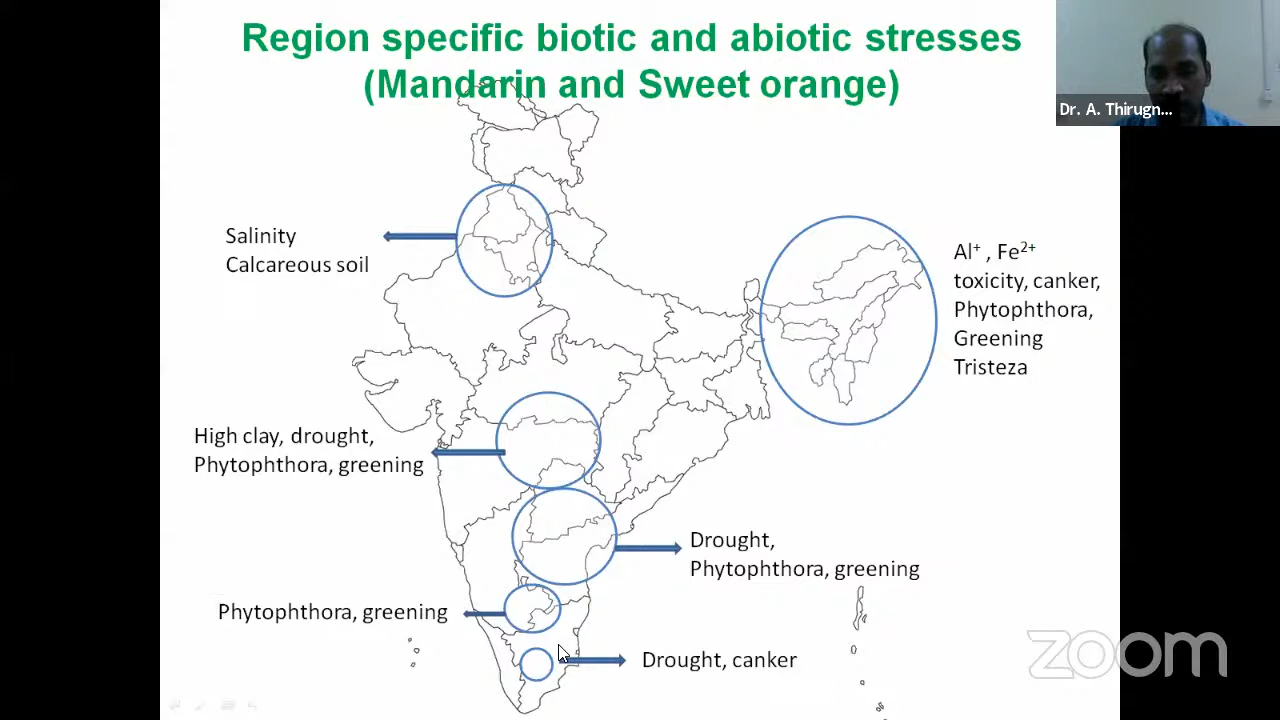 Region specific biotic and abiotic stresses
(Mandarin and Sweet orange)
Dr. A. Thirugn...
Salinity
Calcareous soil
Al⁺ , Fe²⁺
toxicity, canker,
Phytophthora,
Greening
Tristeza
High clay, drought,
Phytophthora, greening
Drought,
Phytophthora, greening
Phytophthora, greening
Drought, canker
zoom